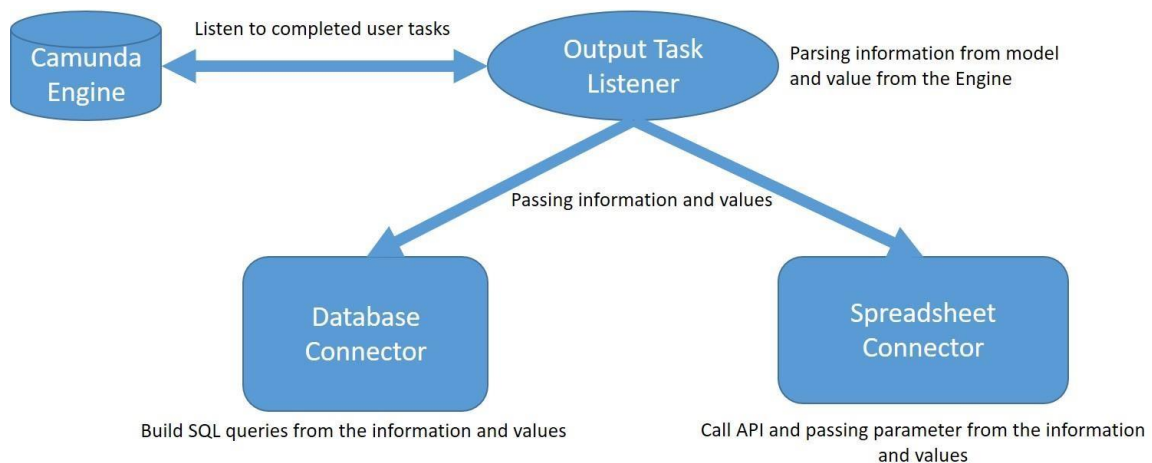 Listen to completed user tasks
Camunda
Engine
Output Task
Listener
Parsing information from model
and value from the Engine
Passing information and values
Database
Connector
Spreadsheet
Connector
Build SQL queries from the information and values
Call API and passing parameter from the information
and values